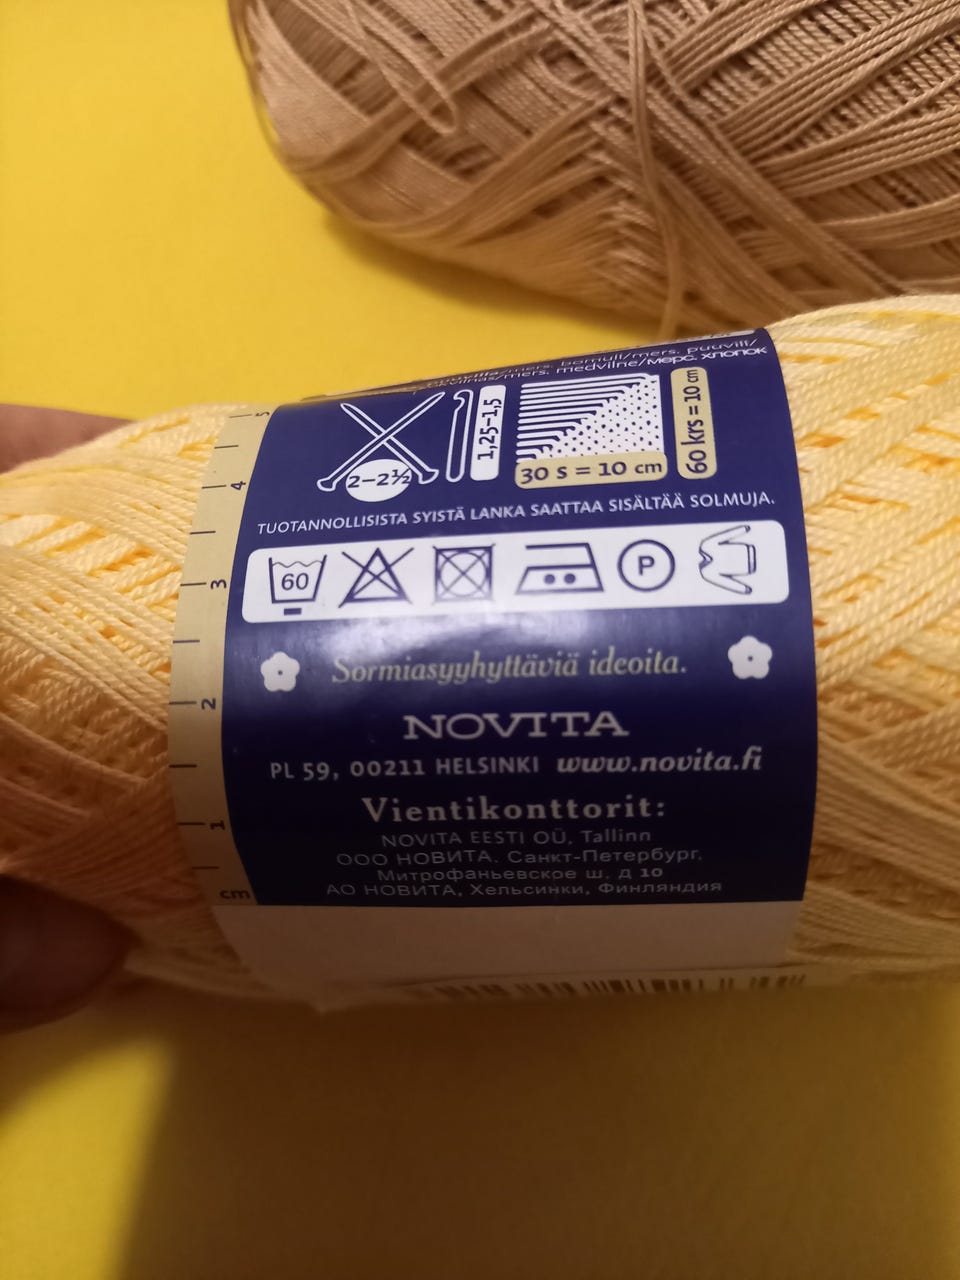 puuvilla/mers. bomull/mers. puuvill/
medvilne/мерс. хлопок
2–2½
1,25–1,5
30 s = 10 cm
60 krs = 10 cm
TUOTANNOLLISISTA SYISTÄ LANKA SAATTAA SISÄLTÄÄ SOLMUJA.
60
P
Sormiasyyhyttäviä ideoita.
NOVITA
PL 59, 00211 HELSINKI www.novita.fi
Vientikonttorit:
NOVITA EESTI OÜ, Tallinn
ООО НОВИТА. Санкт-Петербург,
Митрофаньевское ш. д 10
АО НОВИТА, Хельсинки, Финляндия
5
4
3
2
1
cm